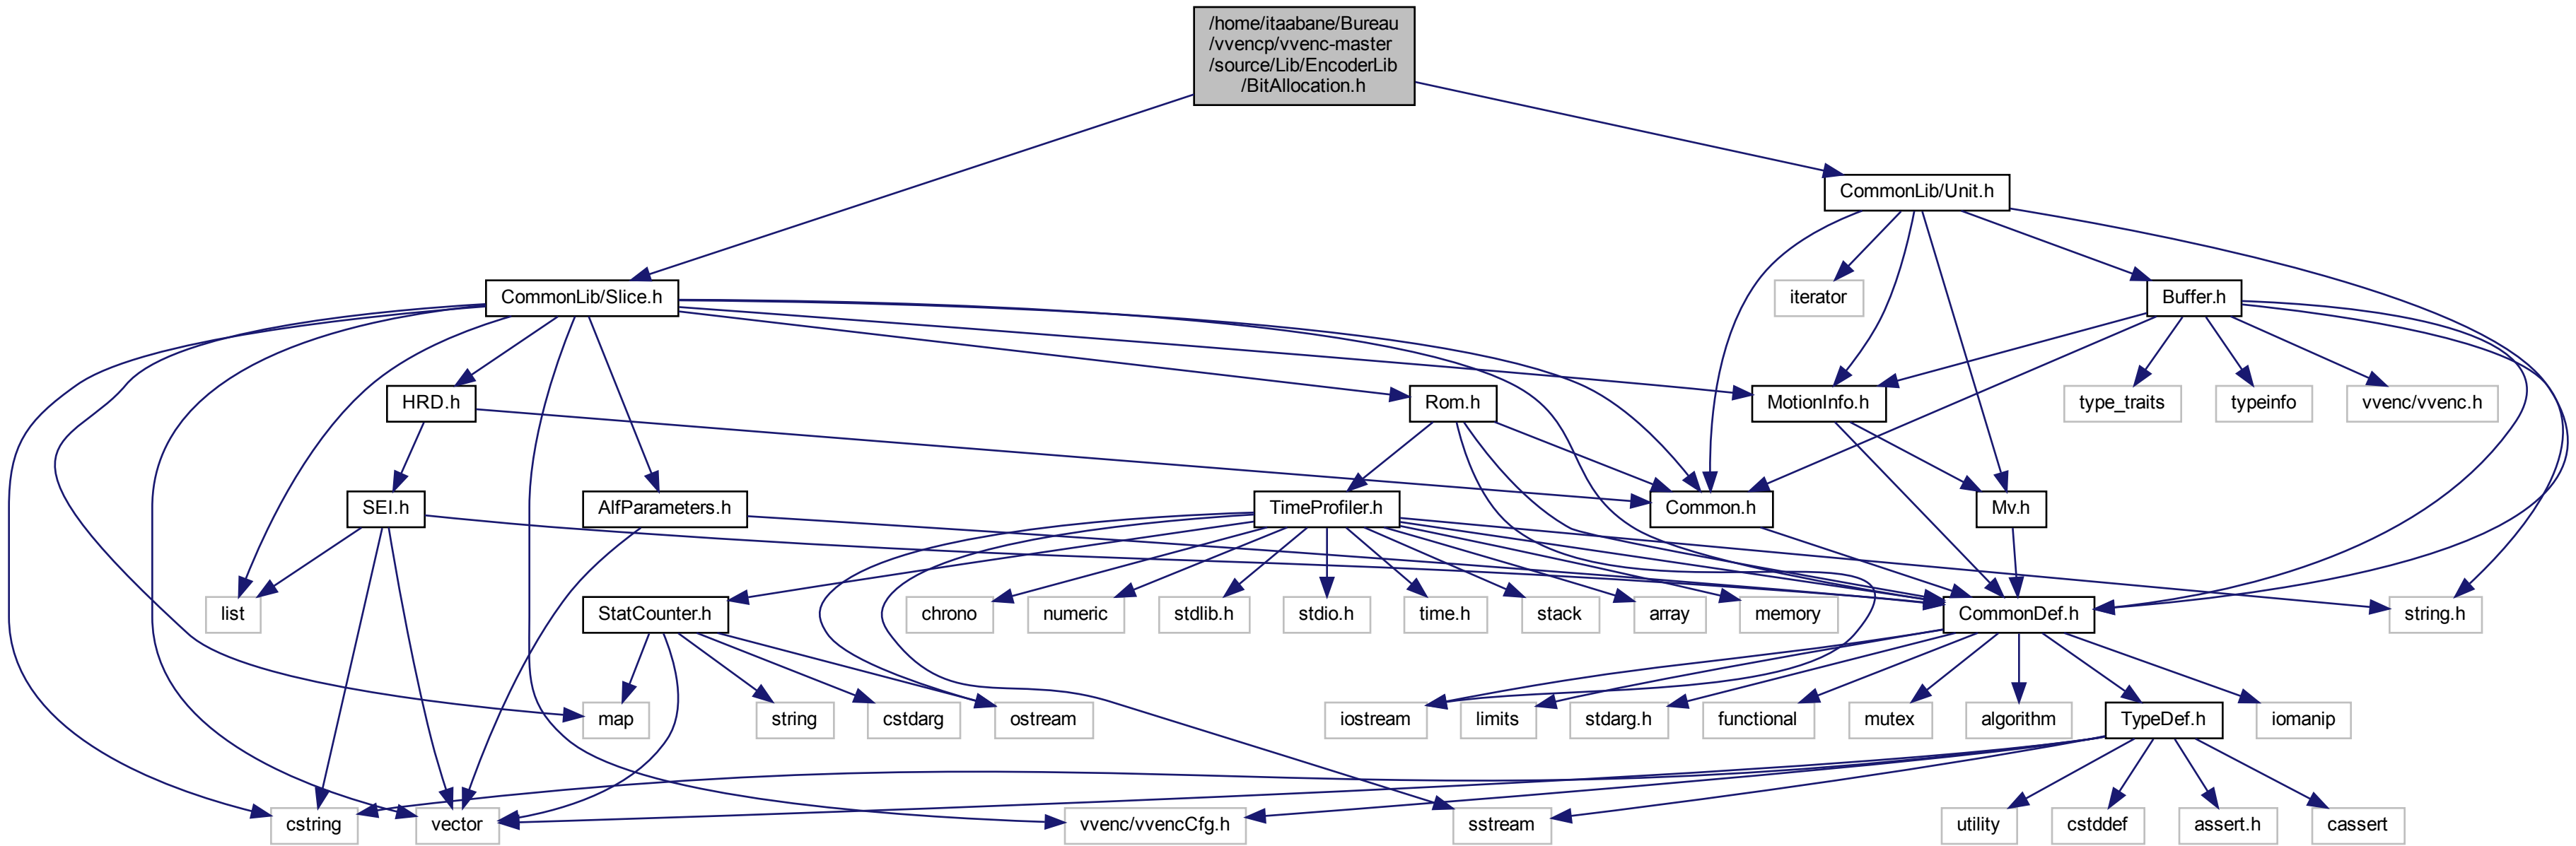 /home/itaabane/Bureau
/vvencp/vvenc-master
/source/Lib/EncoderLib
/BitAllocation.h
CommonLib/Unit.h
CommonLib/Slice.h
iterator
Buffer.h
HRD.h
Rom.h
MotionInfo.h
type_traits
typeinfo
vvenc/vvenc.h
SEI.h
AlfParameters.h
TimeProfiler.h
Common.h
Mv.h
list
StatCounter.h
chrono
numeric
stdlib.h
stdio.h
time.h
stack
array
memory
CommonDef.h
string.h
map
string
cstdarg
ostream
iostream
limits
stdarg.h
functional
mutex
algorithm
TypeDef.h
iomanip
cstring
vector
vvenc/vvencCfg.h
sstream
utility
cstddef
assert.h
cassert